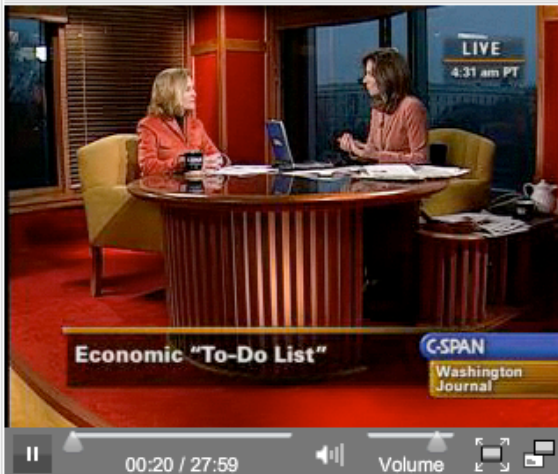 LIVE
4:31 am PT
Economic "To-Do List"
C-SPAN
Washington
Journal
00:20 / 27:59
Volume